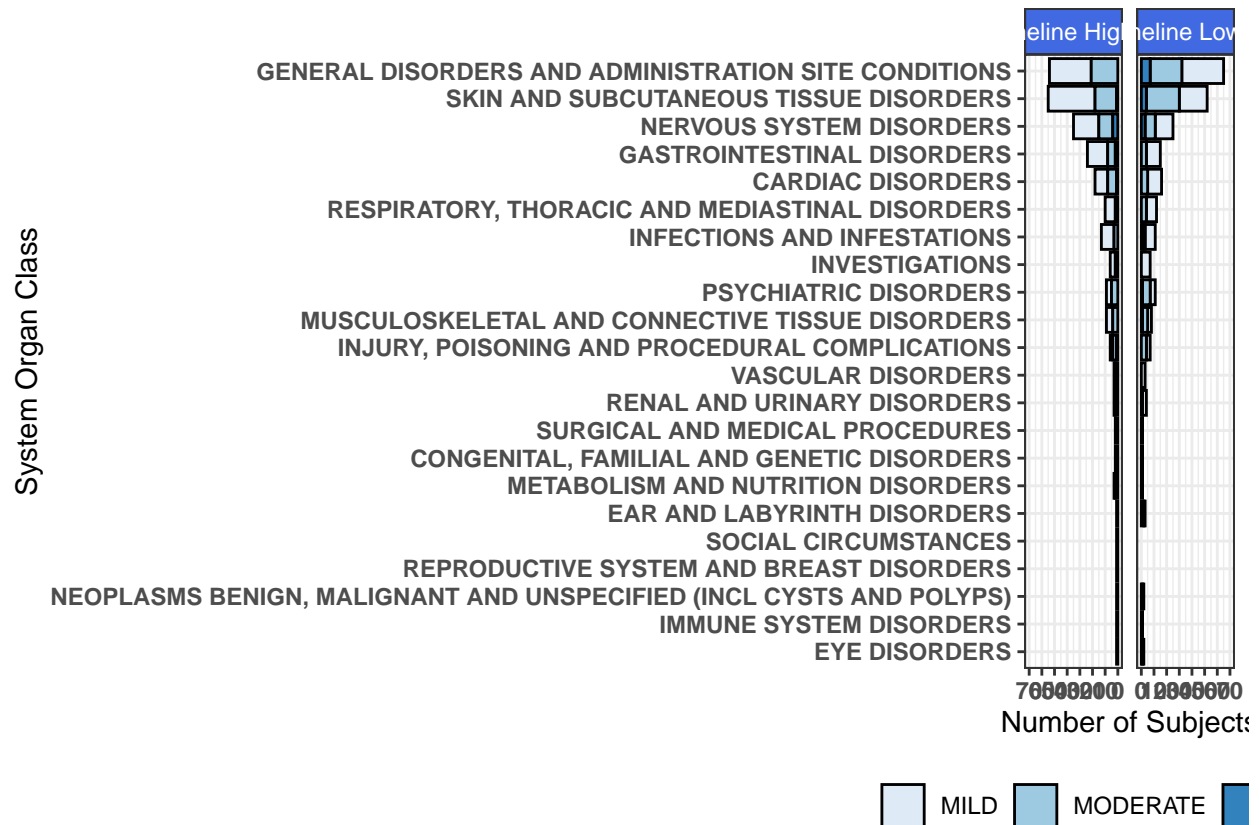 eline Hig
neline Low
GENERAL DISORDERS AND ADMINISTRATION SITE CONDITIONS
SKIN AND SUBCUTANEOUS TISSUE DISORDERS
NERVOUS SYSTEM DISORDERS
GASTROINTESTINAL DISORDERS
CARDIAC DISORDERS
RESPIRATORY, THORACIC AND MEDIASTINAL DISORDERS
INFECTIONS AND INFESTATIONS
INVESTIGATIONS
PSYCHIATRIC DISORDERS
MUSCULOSKELETAL AND CONNECTIVE TISSUE DISORDERS
INJURY, POISONING AND PROCEDURAL COMPLICATIONS
VASCULAR DISORDERS
RENAL AND URINARY DISORDERS
SURGICAL AND MEDICAL PROCEDURES
CONGENITAL, FAMILIAL AND GENETIC DISORDERS
METABOLISM AND NUTRITION DISORDERS
EAR AND LABYRINTH DISORDERS
SOCIAL CIRCUMSTANCES
REPRODUCTIVE SYSTEM AND BREAST DISORDERS
NEOPLASMS BENIGN, MALIGNANT AND UNSPECIFIED (INCL CYSTS AND POLYPS)
IMMUNE SYSTEM DISORDERS
EYE DISORDERS
System Organ Class
Number of Subjects
MILD MODERATE